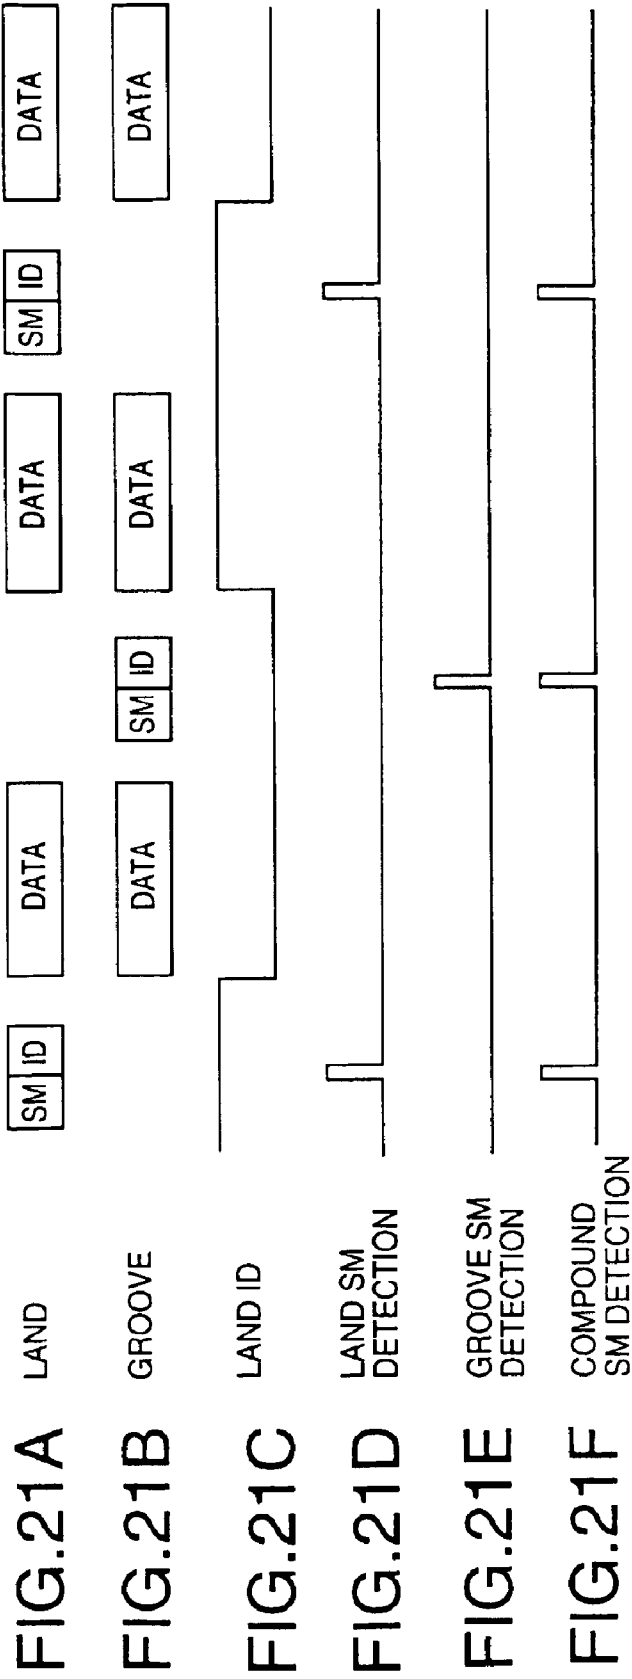 FIG.21A LAND SM ID DATA DATA SM ID DATA
FIG.21B GROOVE DATA SM ID DATA DATA
FIG.21C LAND ID
FIG.21D LAND SM
DETECTION
FIG.21E GROOVE SM
DETECTION
FIG.21F COMPOUND
SM DETECTION